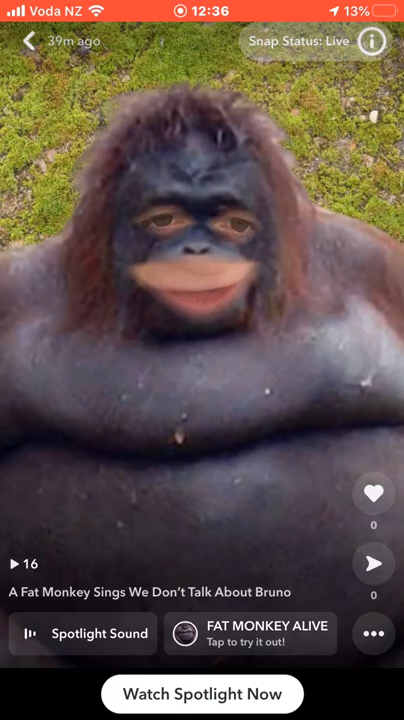 Voda NZ 12:36 13%
39m ago
Snap Status: Live
16
0
0
A Fat Monkey Sings We Don't Talk About Bruno
Spotlight Sound
FAT MONKEY ALIVE
Tap to try it out!
Watch Spotlight Now